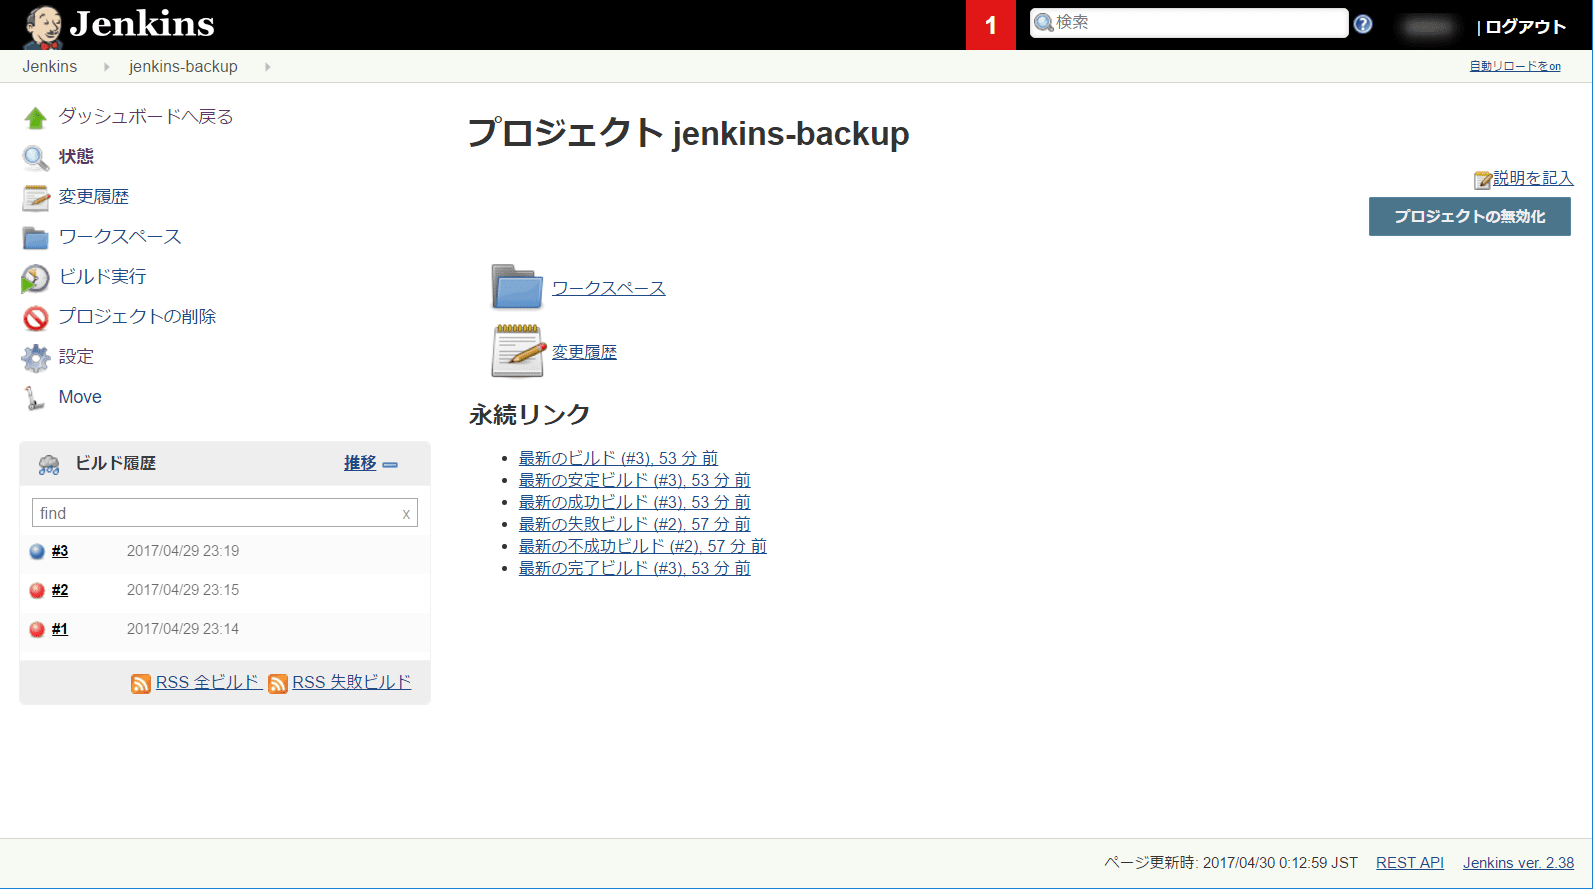 Jenkins
1
検索
| ログアウト
Jenkins
jenkins-backup
自動リロードをon
ダッシュボードへ戻る
状態
変更履歴
ワークスペース
ビルド実行
プロジェクトの削除
設定
Move
ビルド履歴
推移
find
x
#3 2017/04/29 23:19
#2 2017/04/29 23:15
#1 2017/04/29 23:14
RSS 全ビルド RSS 失敗ビルド
プロジェクト jenkins-backup
説明を記入
プロジェクトの無効化
ワークスペース
変更履歴
永続リンク
最新のビルド (#3), 53 分 前
最新の安定ビルド (#3), 53 分 前
最新の成功ビルド (#3), 53 分 前
最新の失敗ビルド (#2), 57 分 前
最新の不成功ビルド (#2), 57 分 前
最新の完了ビルド (#3), 53 分 前
ページ更新時: 2017/04/30 0:12:59 JST REST API Jenkins ver. 2.38